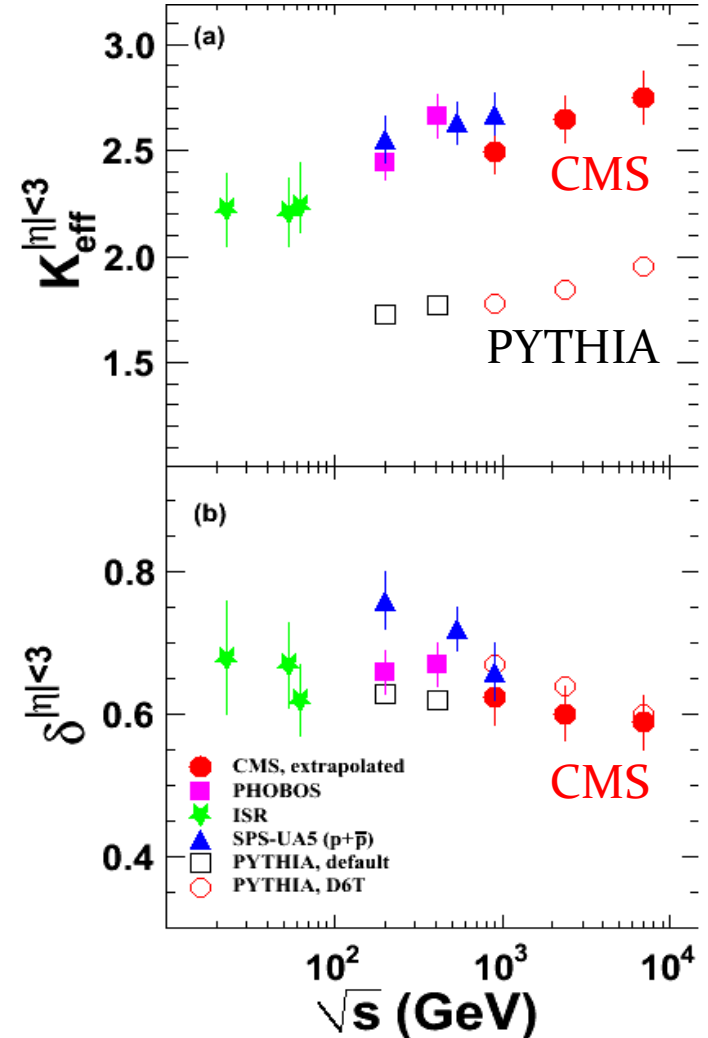 (a)
3.0
2.5
2.0
1.5
K_eff^|η|<3
CMS
PYTHIA
(b)
0.8
0.6
0.4
δ^|η|<3
CMS, extrapolated
PHOBOS
ISR
SPS-UA5 (p+p̅)
PYTHIA, default
PYTHIA, D6T
CMS
10² 10³ 10⁴
√s (GeV)